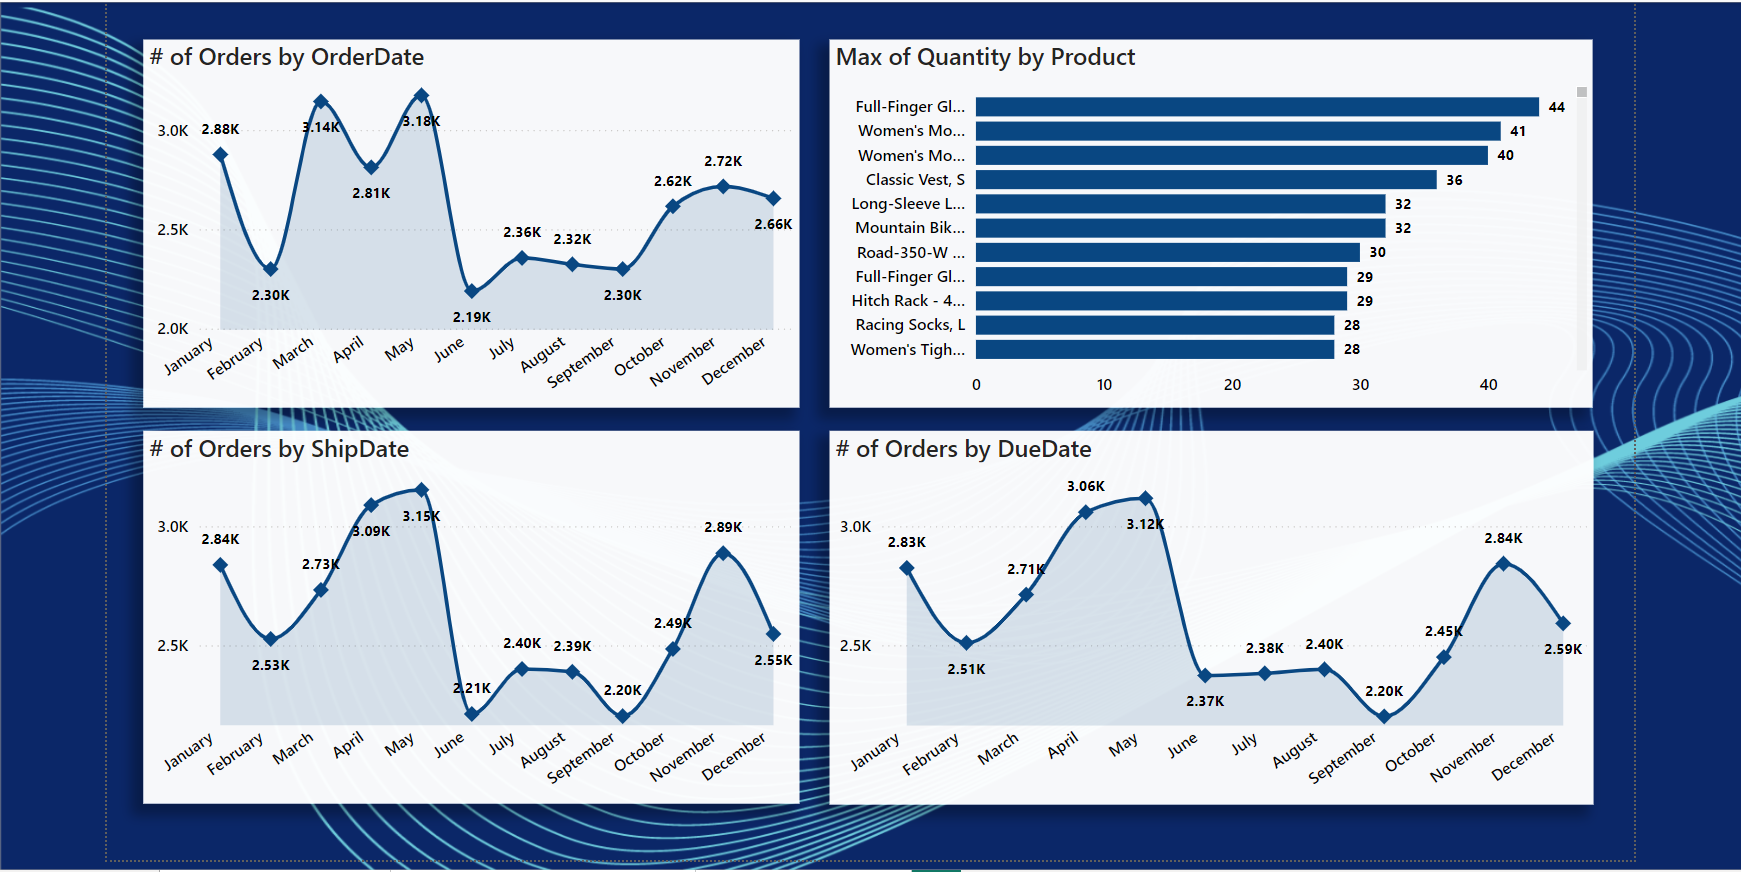 # of Orders by OrderDate
3.0K
2.5K
2.0K
2.88K
2.30K
3.14K
2.81K
3.18K
2.19K
2.36K
2.32K
2.30K
2.62K
2.72K
2.66K
January
February
March
April
May
June
July
August
September
October
November
December
Max of Quantity by Product
Full-Finger Gl... 44
Women's Mo... 41
Women's Mo... 40
Classic Vest, S 36
Long-Sleeve L... 32
Mountain Bik... 32
Road-350-W ... 30
Full-Finger Gl... 29
Hitch Rack - 4... 29
Racing Socks, L 28
Women's Tigh... 28
0 10 20 30 40
# of Orders by ShipDate
3.0K
2.5K
2.84K
2.53K
2.73K
3.09K
3.15K
2.21K
2.40K
2.39K
2.20K
2.49K
2.89K
2.55K
January
February
March
April
May
June
July
August
September
October
November
December
# of Orders by DueDate
3.0K
2.5K
2.83K
2.51K
2.71K
3.06K
3.12K
2.37K
2.38K
2.40K
2.20K
2.45K
2.84K
2.59K
January
February
March
April
May
June
July
August
September
October
November
December